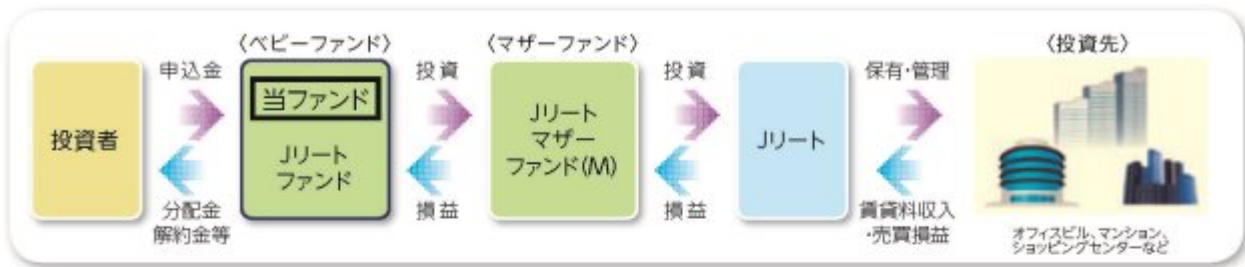 投資者
申込金
分配金
解約金等
〈ベビーファンド〉
当ファンド
Jリート
ファンド
投資
損益
〈マザーファンド〉
Jリート
マザー
ファンド(M)
投資
損益
Jリート
保有・管理
賃貸料収入
・売買損益
〈投資先〉
オフィスビル、マンション、
ショッピングセンターなど